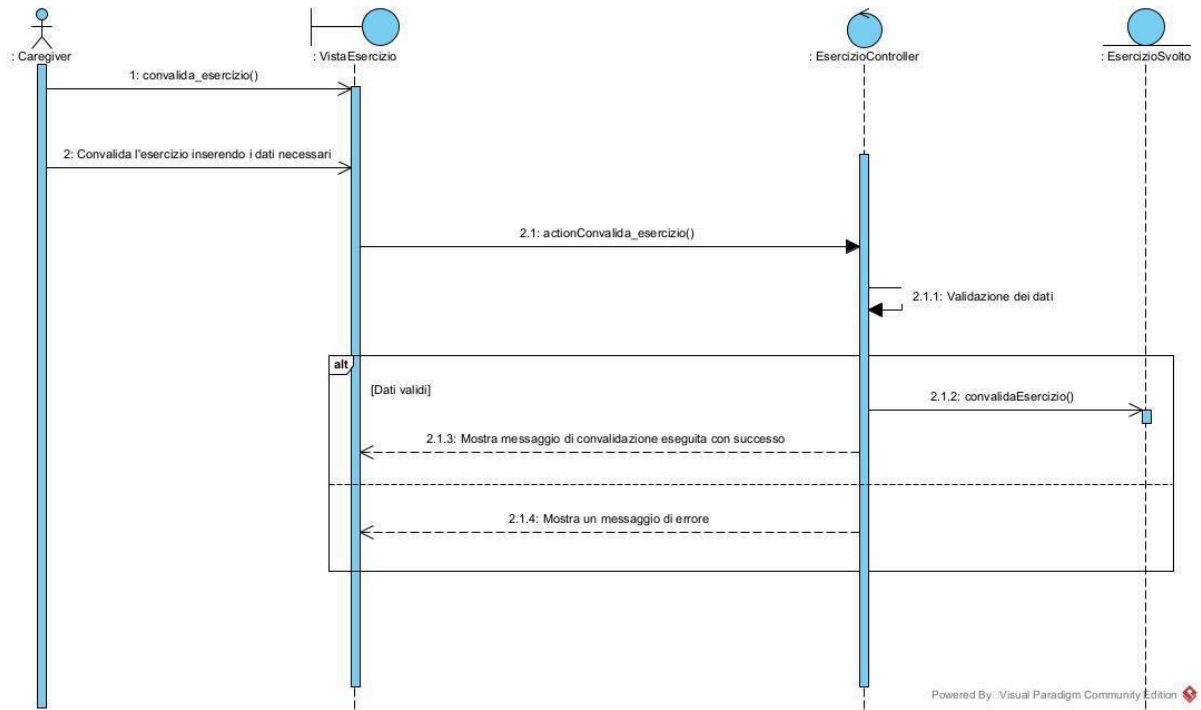 : Caregiver
: VistaEsercizio
: EsercizioController
: EsercizioSvolto
1: convalida_esercizio()
2: Convalida l'esercizio inserendo i dati necessari
2.1: actionConvalida_esercizio()
2.1.1: Validazione dei dati
alt
[Dati validi]
2.1.2: convalidaEsercizio()
2.1.3: Mostra messaggio di convalidazione eseguita con successo
2.1.4: Mostra un messaggio di errore
Powered By Visual Paradigm Community Edition